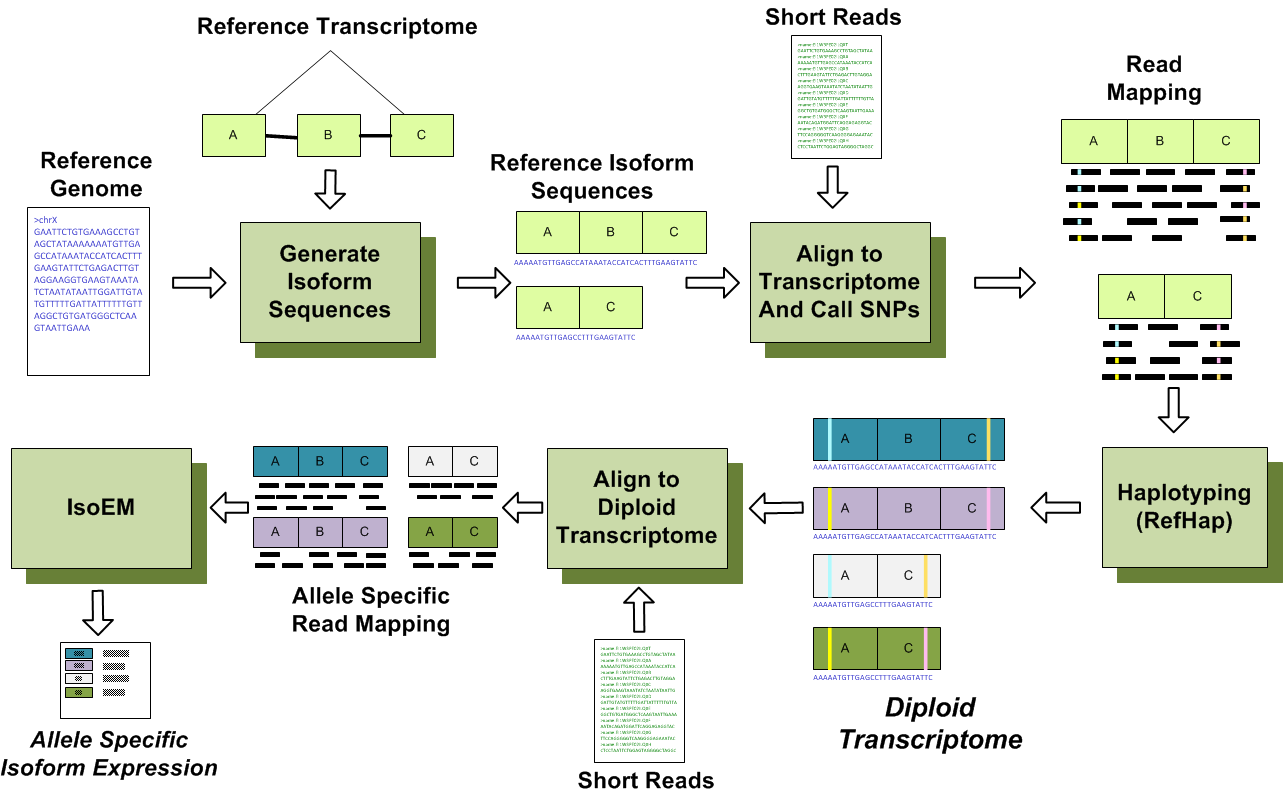 Reference Transcriptome
A B C
Reference
Genome
>chrX
GAATTCTGTGAAAGCCTGT
AGCTATAAAAAAATGTTGA
GCCATAAATACCATCACTTT
GAAGTATTCTGAGACTTGT
AGGAAGGTGAAGTAAATA
TCTAATATAATTGGATTGTA
TGTTTTTGATTATTTTTTGTT
AGGCTGTGATGGGCTCAA
GTAATTGAAA
Generate
Isoform
Sequences
Reference Isoform
Sequences
A B C
AAAAATGTTGAGCCATAAATACCATCACTTTGAAGTATTC
A C
AAAAATGTTGAGCCTTTGAAGTATTC
Short Reads
Align to
Transcriptome
And Call SNPs
Read
Mapping
A B C
A C
Haplotyping
(RefHap)
A B C
AAAAATGTTGAGCCATAAATACCATCACTTTGAAGTATTC
A B C
AAAAATGTTGAGCCATAAATACCATCACTTTGAAGTATTC
A C
AAAAATGTTGAGCCTTTGAAGTATTC
A C
AAAAATGTTGAGCCTTTGAAGTATTC
Diploid
Transcriptome
Align to
Diploid
Transcriptome
Short Reads
A B C
A C
A B C
A C
Allele Specific
Read Mapping
IsoEM
Allele Specific
Isoform Expression